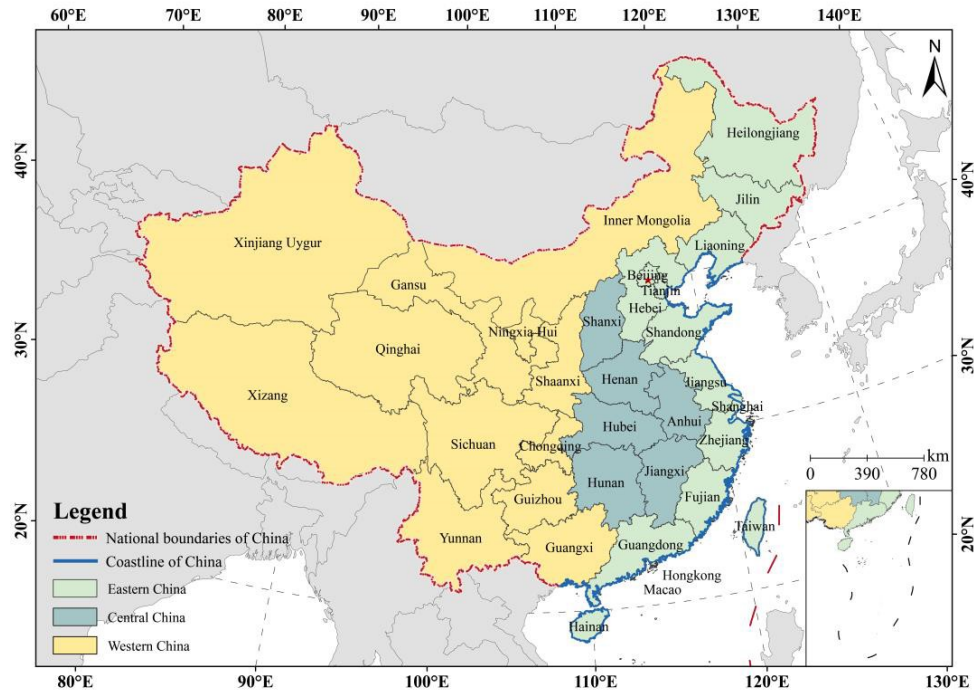 60°E 70°E 80°E 90°E 100°E 110°E 120°E 130°E 140°E
N
40°N
30°N
20°N
40°N
30°N
20°N
Heilongjiang
Jilin
Inner Mongolia
Liaoning
Xinjiang Uygur
Beijing
Tianjin
Gansu
Hebei
Shanxi
Ningxia Hui
Shandong
Qinghai
Shaanxi
Henan
Jiangsu
Xizang
Shanghai
Hubei
Anhui
Zhejiang
Sichuan
Chongqing
Jiangxi
Hunan
Guizhou
Fujian
Taiwan
Yunnan
Guangxi
Guangdong
Hongkong
Macao
Hainan
km
0 390 780
Legend
National boundaries of China
Coastline of China
Eastern China
Central China
Western China
80°E 90°E 100°E 110°E 120°E 130°E